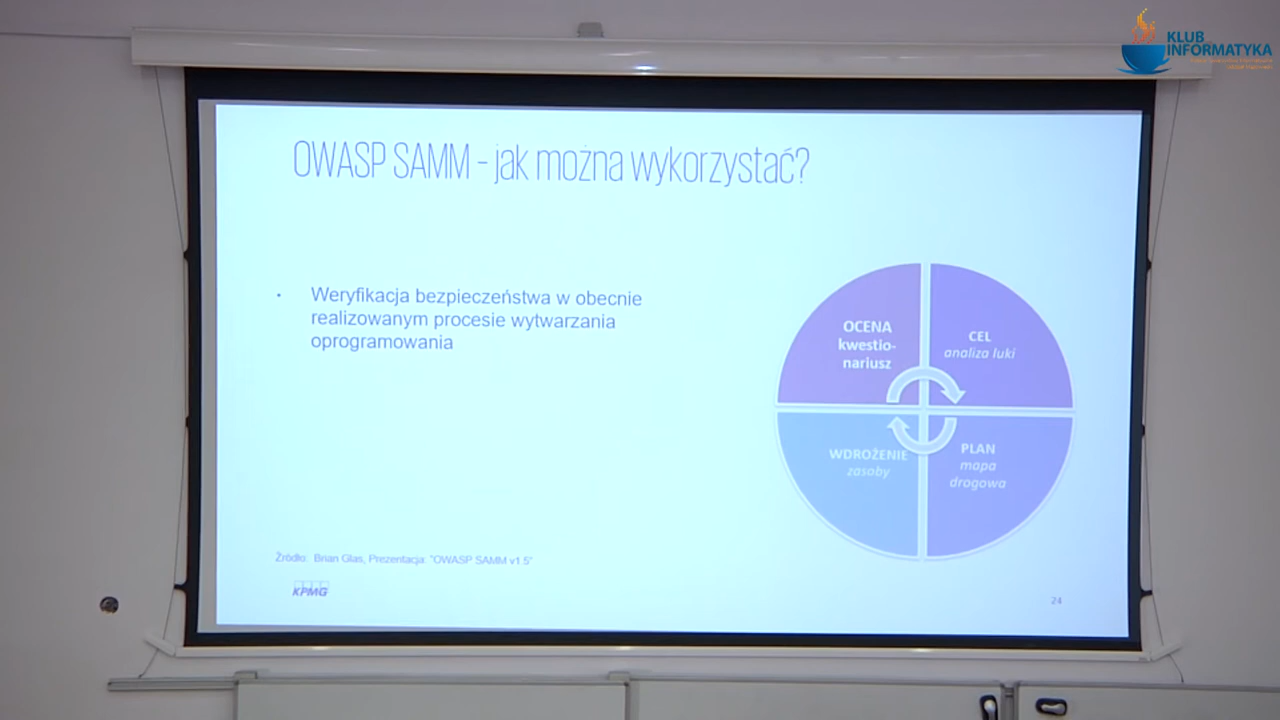 KLUB
INFORMATYKA
OWASP SAMM - jak można wykorzystać?
Weryfikacja bezpieczeństwa w obecnie
realizowanym procesie wytwarzania
oprogramowania
OCENA
kwestio-
nariusz
CEL
analiza luki
WDROŻENIE
zasoby
PLAN
mapa
drogowa
Źródło: Brian Glas, Prezentacja: "OWASP SAMM v1.5"
KPMG
24